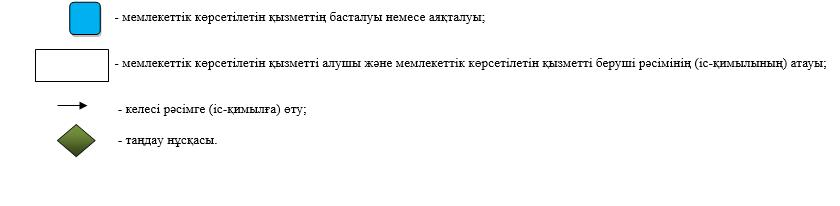 - мемлекеттік көрсетілетін қызметтің басталуы немесе аяқталуы;
- мемлекеттік көрсетілетін қызметті алушы және мемлекеттік көрсетілетін қызметті беруші рәсімінің (іс-қимылының) атауы;
- келесі рәсімге (іс-қимылға) өту;
- таңдау нұсқасы.